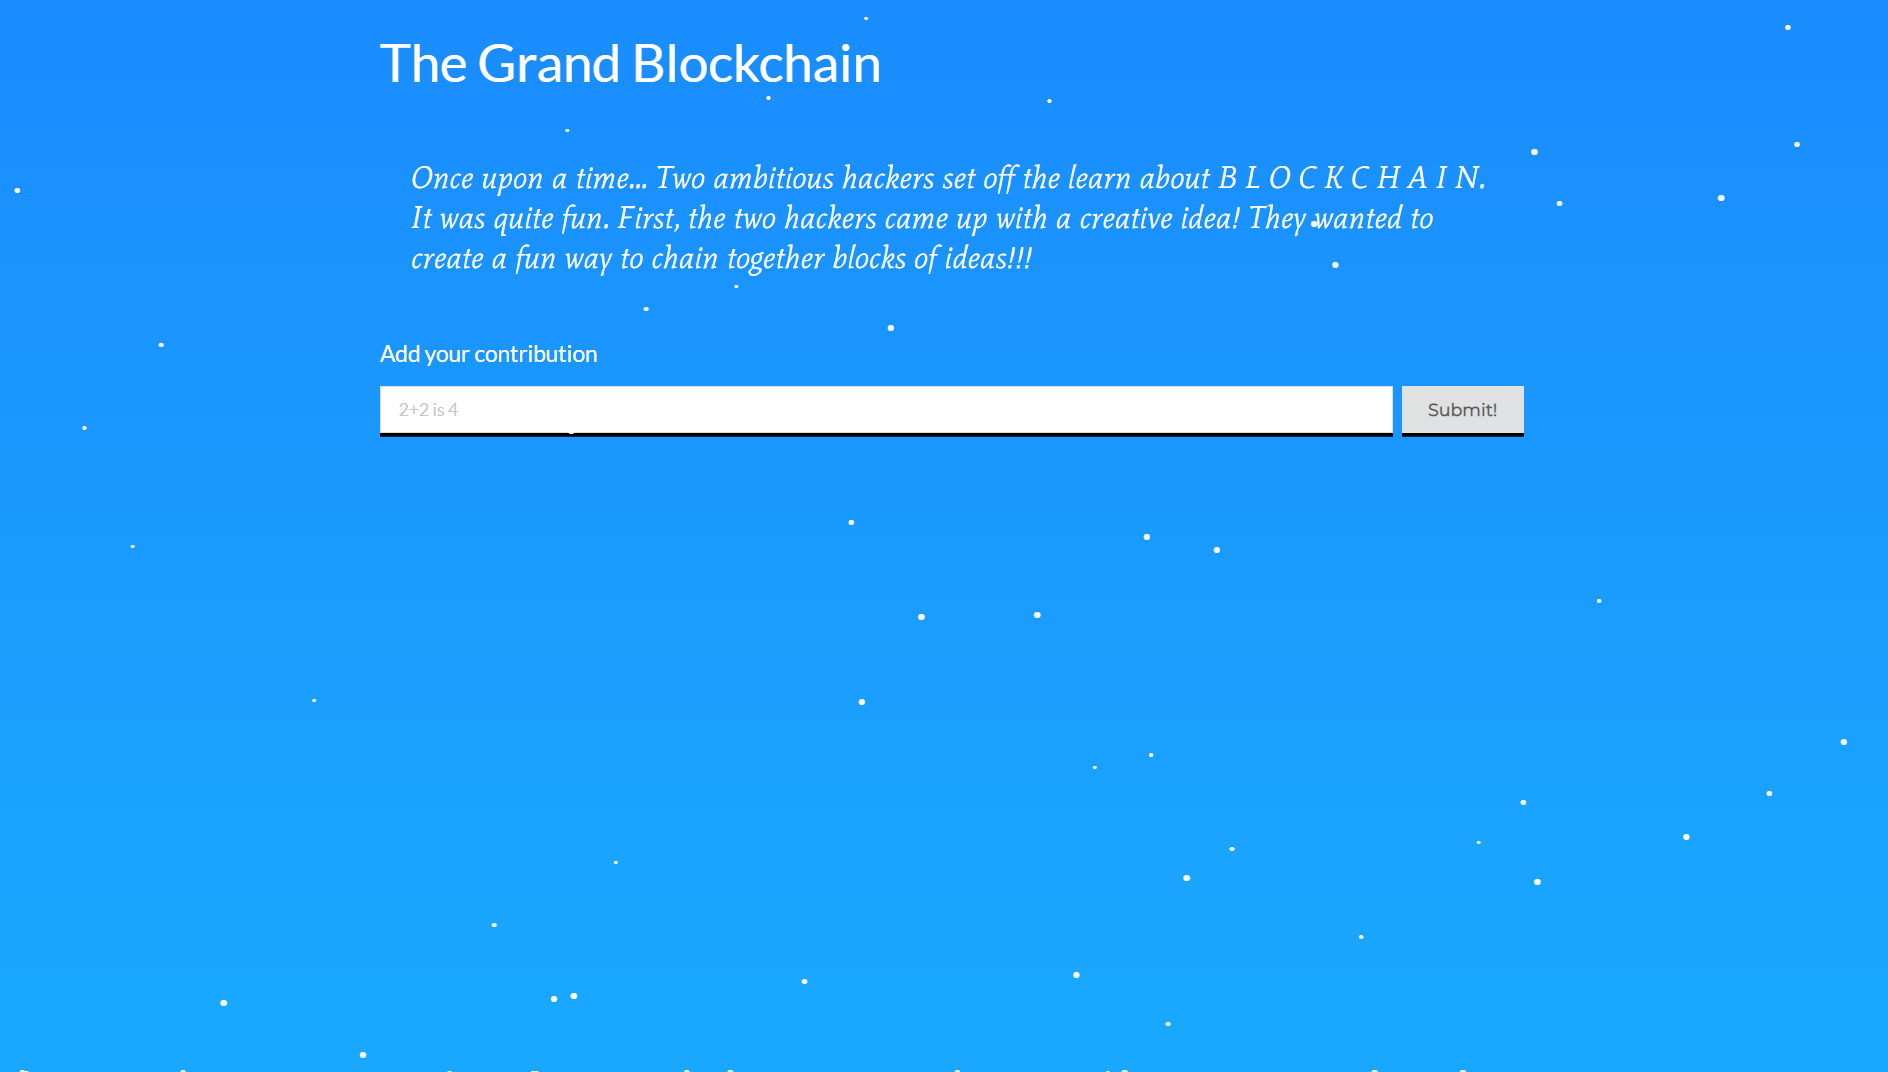 The Grand Blockchain
Once upon a time... Two ambitious hackers set off the learn about B L O C K C H A I N.
It was quite fun. First, the two hackers came up with a creative idea! They wanted to
create a fun way to chain together blocks of ideas!!!
Add your contribution
2+2 is 4
Submit!